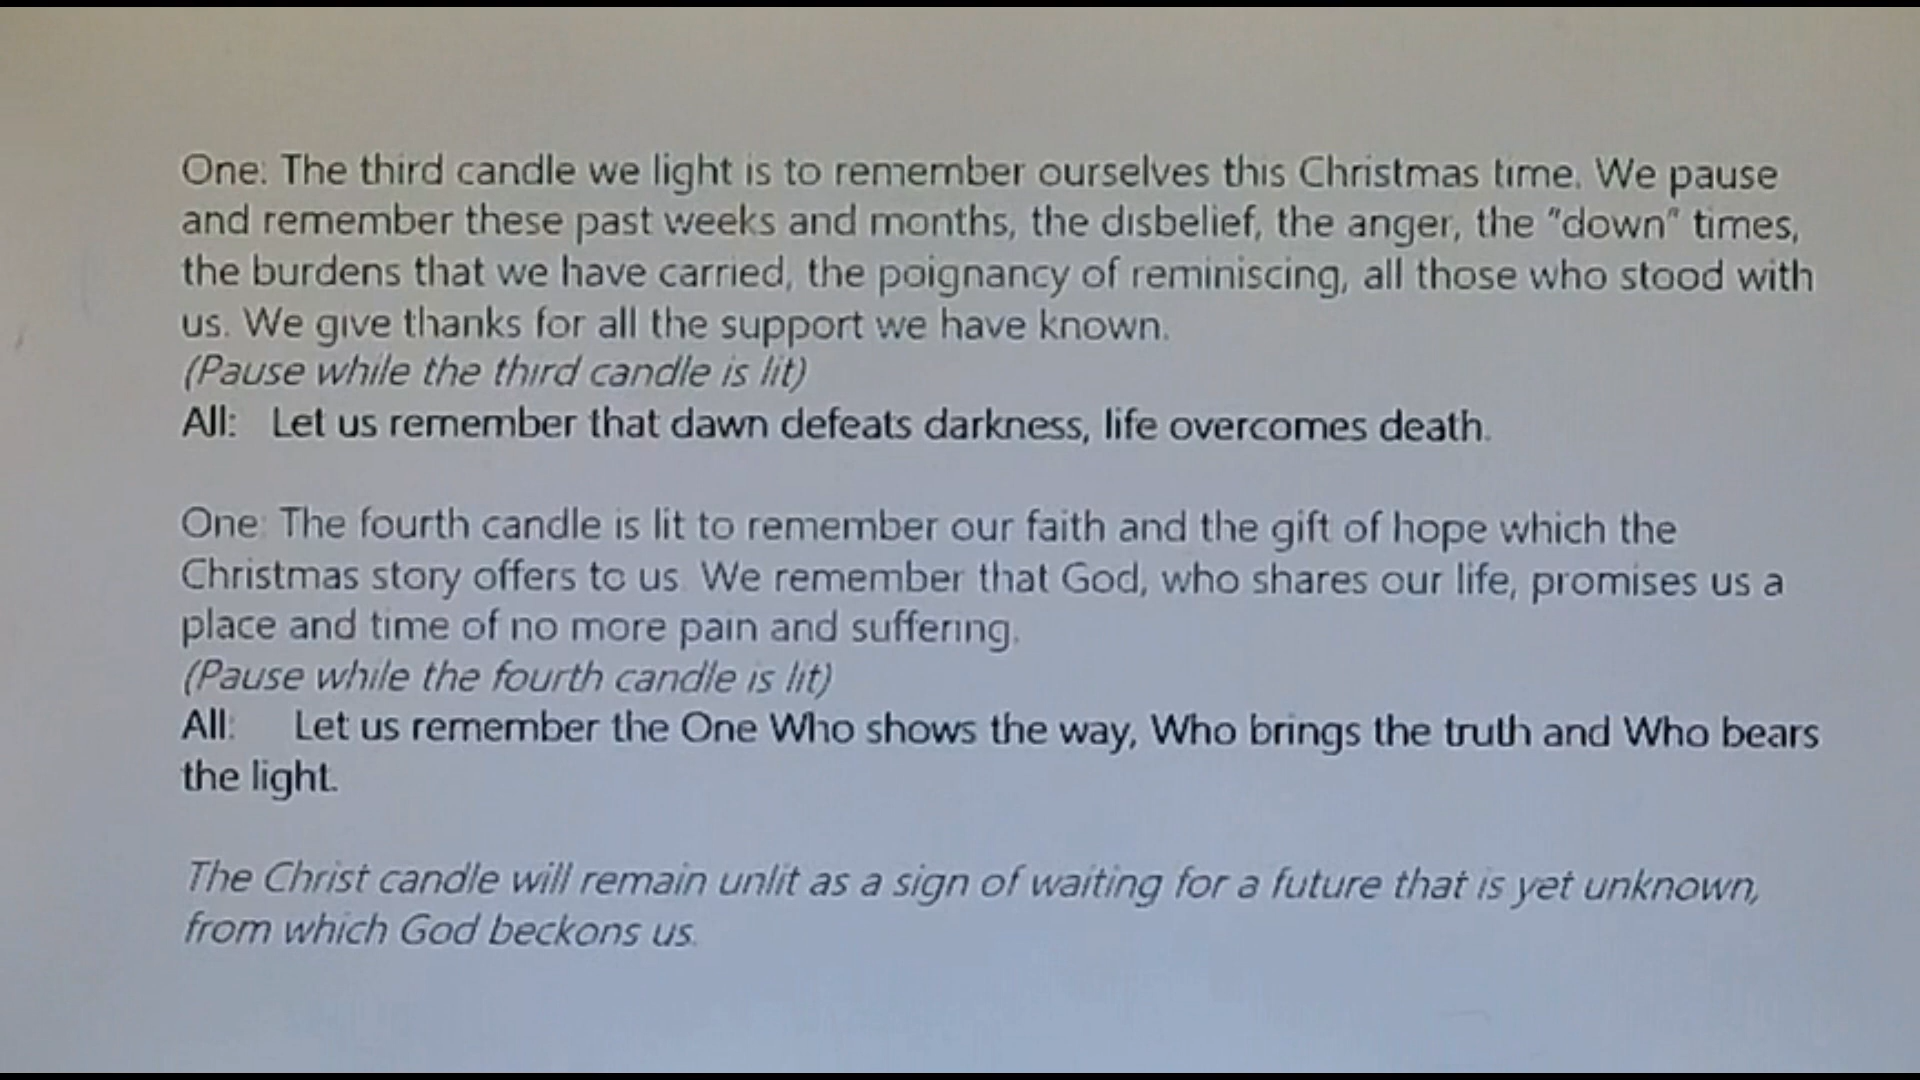 One: The third candle we light is to remember ourselves this Christmas time. We pause
and remember these past weeks and months, the disbelief, the anger, the "down" times,
the burdens that we have carried, the poignancy of reminiscing, all those who stood with
us. We give thanks for all the support we have known.
(Pause while the third candle is lit)
All: Let us remember that dawn defeats darkness, life overcomes death.
One: The fourth candle is lit to remember our faith and the gift of hope which the
Christmas story offers to us. We remember that God, who shares our life, promises us a
place and time of no more pain and suffering.
(Pause while the fourth candle is lit)
All: Let us remember the One Who shows the way, Who brings the truth and Who bears
the light.
The Christ candle will remain unlit as a sign of waiting for a future that is yet unknown,
from which God beckons us.